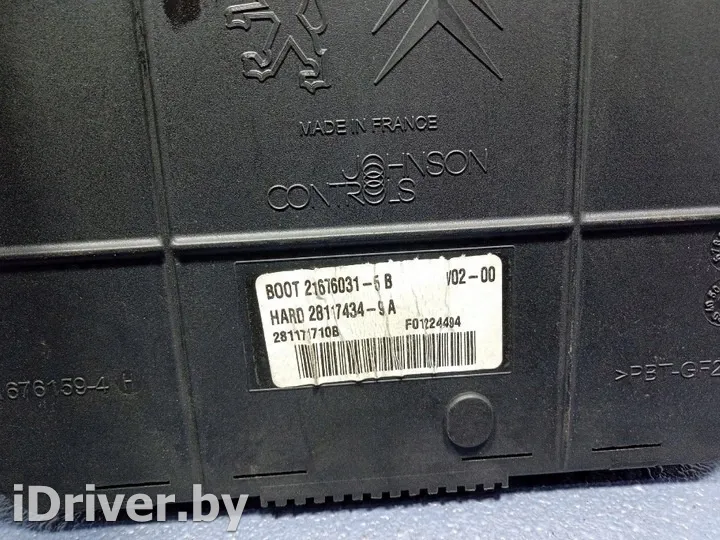 MADE IN FRANCE
JOHNSON
CONTROLS
BOOT 21676031-5 B V02-00
HARD 28117434-9 A
281171710B F01224494
676159-4 H
>PBT-GF2
iDriver.by